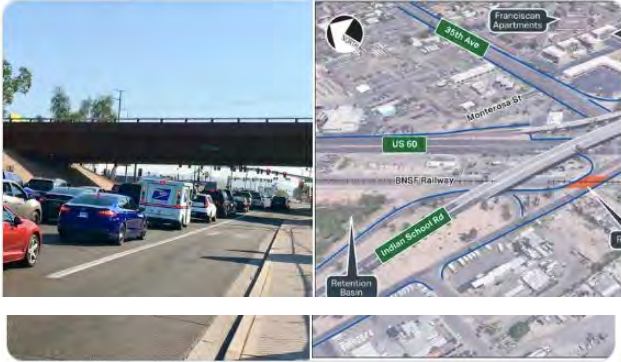 Franciscan
Apartments
35th Ave
Monterosa St
US 60
BNSF Railway
Indian School Rd
Retention
Basin
R